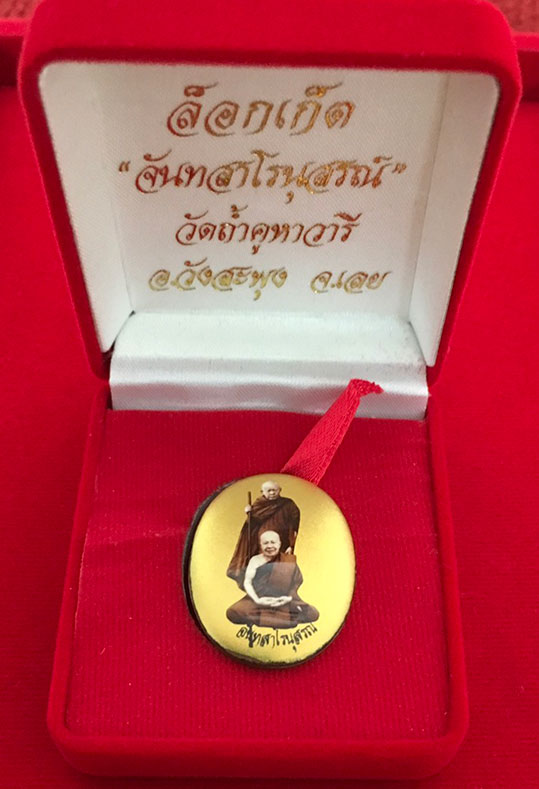 ล็อกเก็ต
"จันทสาโรนุสรณ์"
วัดถ้ำคูหาวารี
อ.วังสะพุง จ.เลย
จันทสาโรนุสรณ์